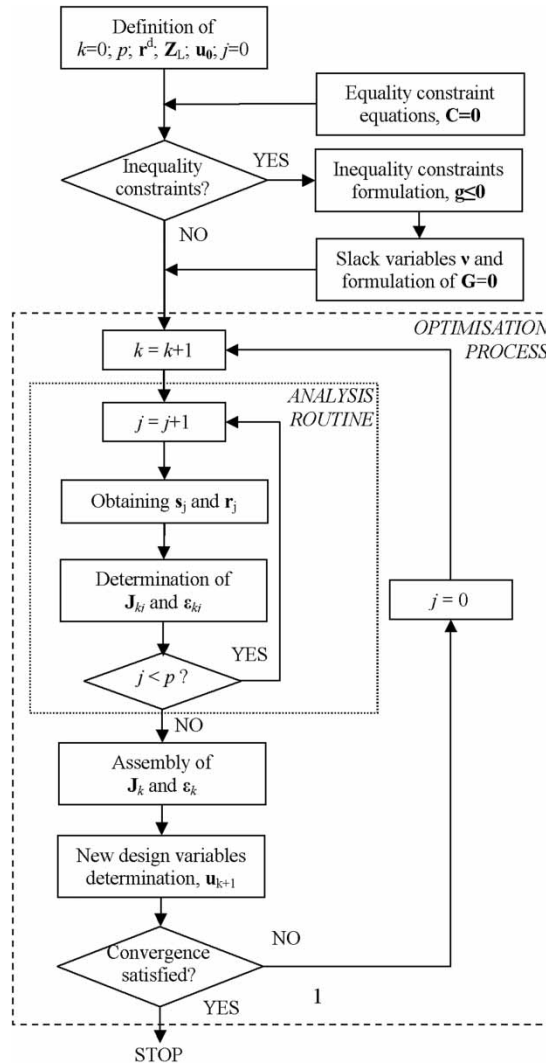 Definition of
k=0; p; rᵈ; Z_L; u₀; j=0
Equality constraint
equations, C=0
Inequality
constraints?
YES
Inequality constraints
formulation, g≤0
NO
Slack variables ν and
formulation of G=0
OPTIMISATION
PROCESS
k = k+1
ANALYSIS
ROUTINE
j = j+1
Obtaining s_j and r_j
Determination of
J_kj and ε_kj
j = 0
j < p ?
YES
NO
Assembly of
J_k and ε_k
New design variables
determination, u_k+1
Convergence
satisfied?
NO
YES
1
STOP